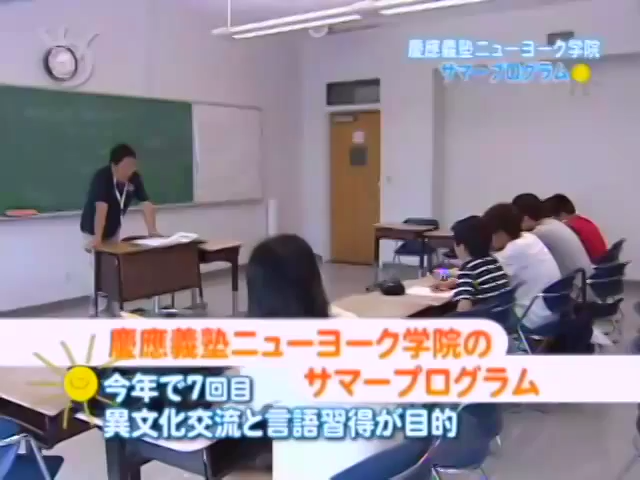 慶應義塾ニューヨーク学院
サマープログラム
慶應義塾ニューヨーク学院の
サマープログラム
今年で7回目
異文化交流と言語習得が目的